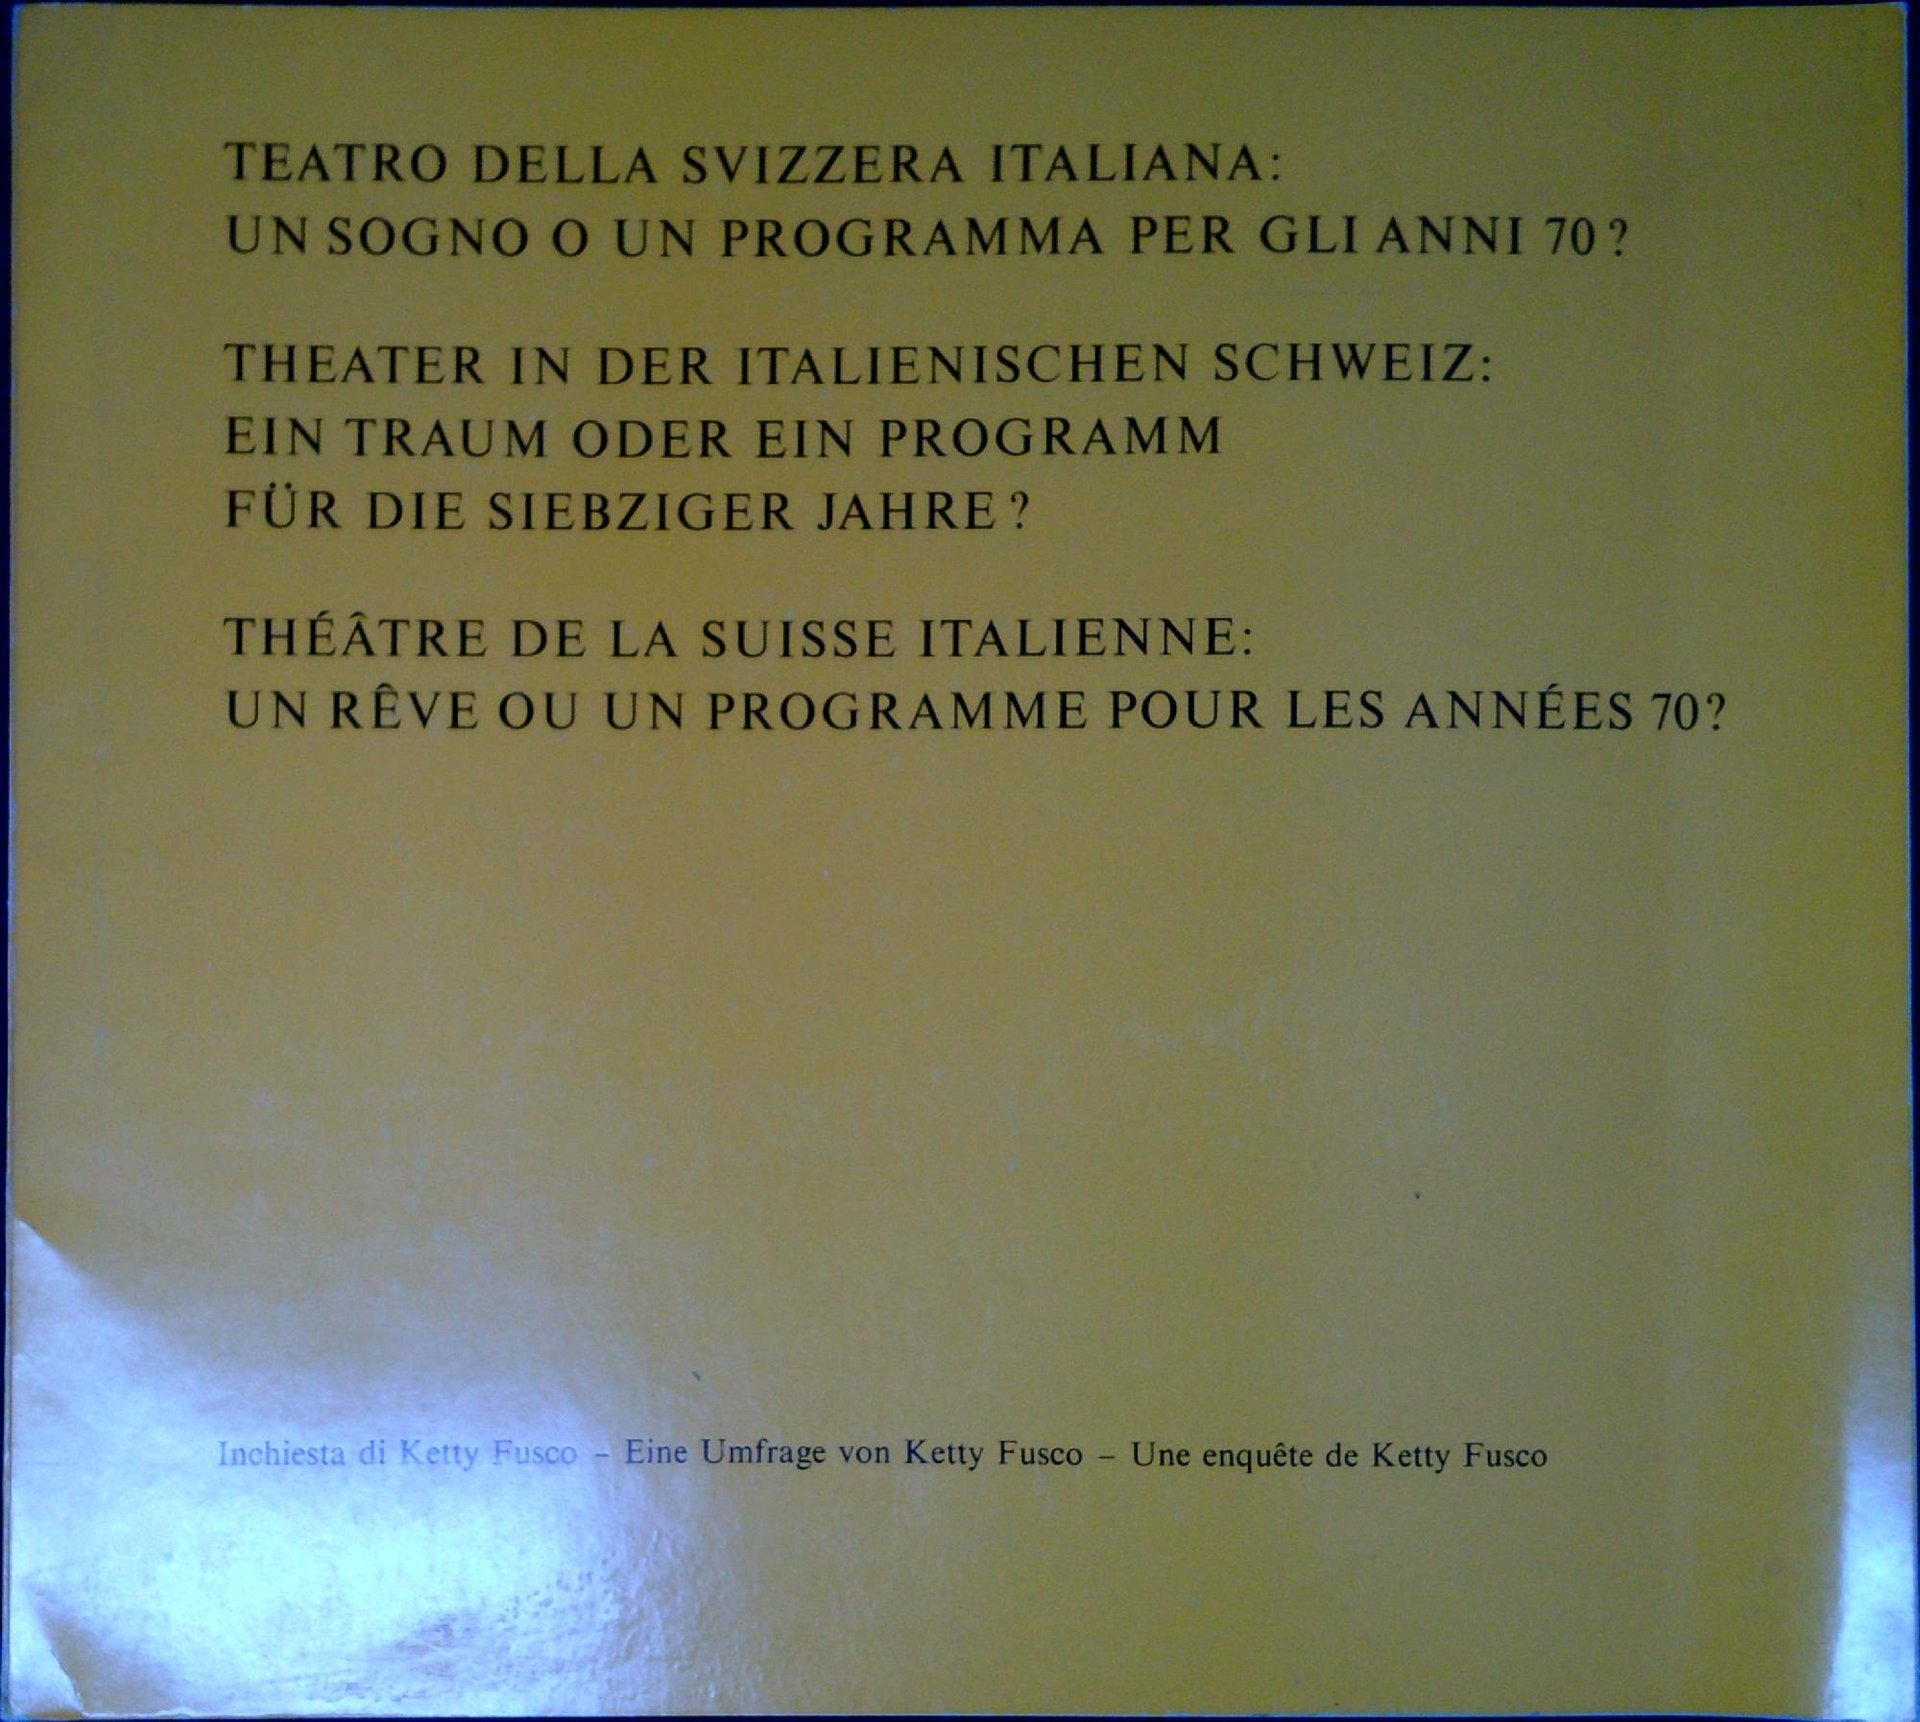 TEATRO DELLA SVIZZERA ITALIANA:
UN SOGNO O UN PROGRAMMA PER GLI ANNI 70?
THEATER IN DER ITALIENISCHEN SCHWEIZ:
EIN TRAUM ODER EIN PROGRAMM
FÜR DIE SIEBZIGER JAHRE?
THÉÂTRE DE LA SUISSE ITALIENNE:
UN RÊVE OU UN PROGRAMME POUR LES ANNÉES 70?
Inchiesta di Ketty Fusco – Eine Umfrage von Ketty Fusco – Une enquête de Ketty Fusco